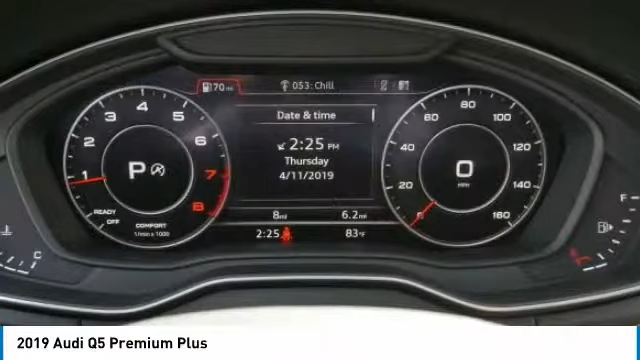 70 mi
053: Chill
Date & time
2:25 PM
Thursday
4/11/2019
8 mi 6.2 mi
2:25 83 °F
1 2 3 4 5 6 7 8
P
READY
OFF
COMFORT
1/min x 1000
0
MPH
0 20 40 60 80 100 120 140 160
C
F
2019 Audi Q5 Premium Plus